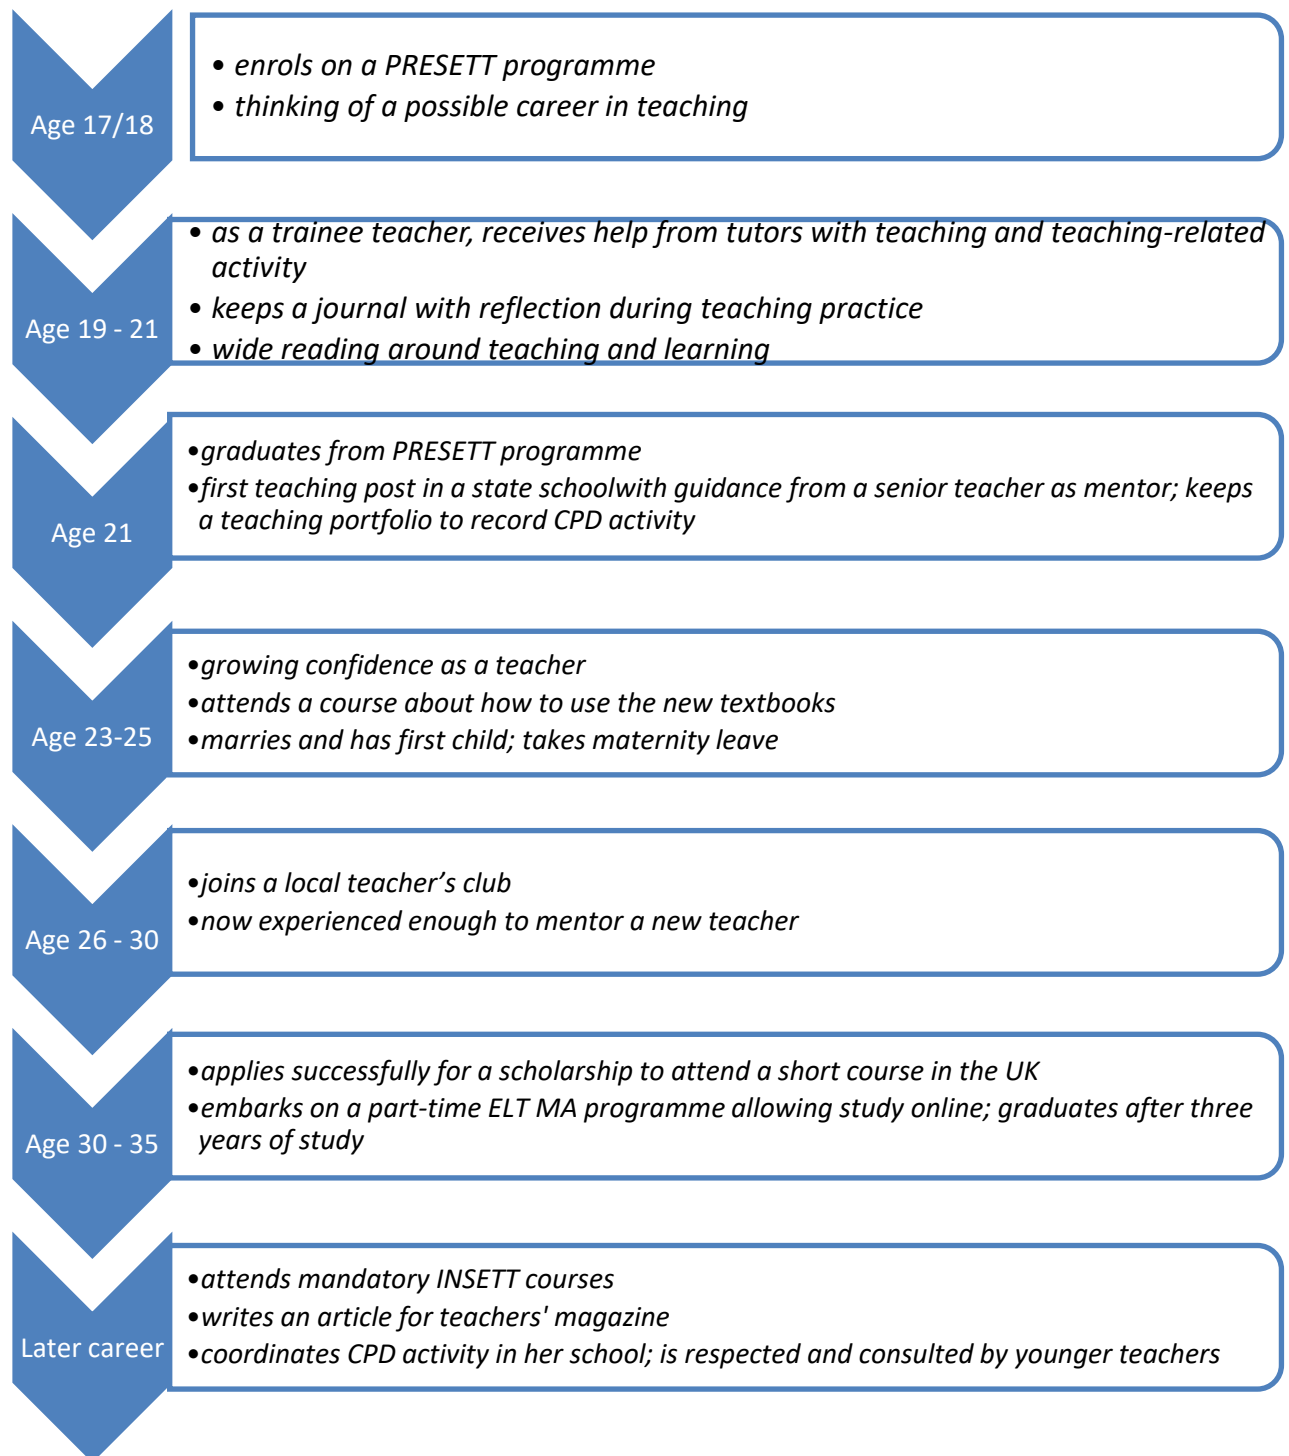 Age 17/18
• enrols on a PRESETT programme
• thinking of a possible career in teaching
Age 19 - 21
• as a trainee teacher, receives help from tutors with teaching and teaching-related
activity
• keeps a journal with reflection during teaching practice
• wide reading around teaching and learning
Age 21
•graduates from PRESETT programme
•first teaching post in a state schoolwith guidance from a senior teacher as mentor; keeps
a teaching portfolio to record CPD activity
Age 23-25
•growing confidence as a teacher
•attends a course about how to use the new textbooks
•marries and has first child; takes maternity leave
Age 26 - 30
•joins a local teacher’s club
•now experienced enough to mentor a new teacher
Age 30 - 35
•applies successfully for a scholarship to attend a short course in the UK
•embarks on a part-time ELT MA programme allowing study online; graduates after three
years of study
Later career
•attends mandatory INSETT courses
•writes an article for teachers' magazine
•coordinates CPD activity in her school; is respected and consulted by younger teachers